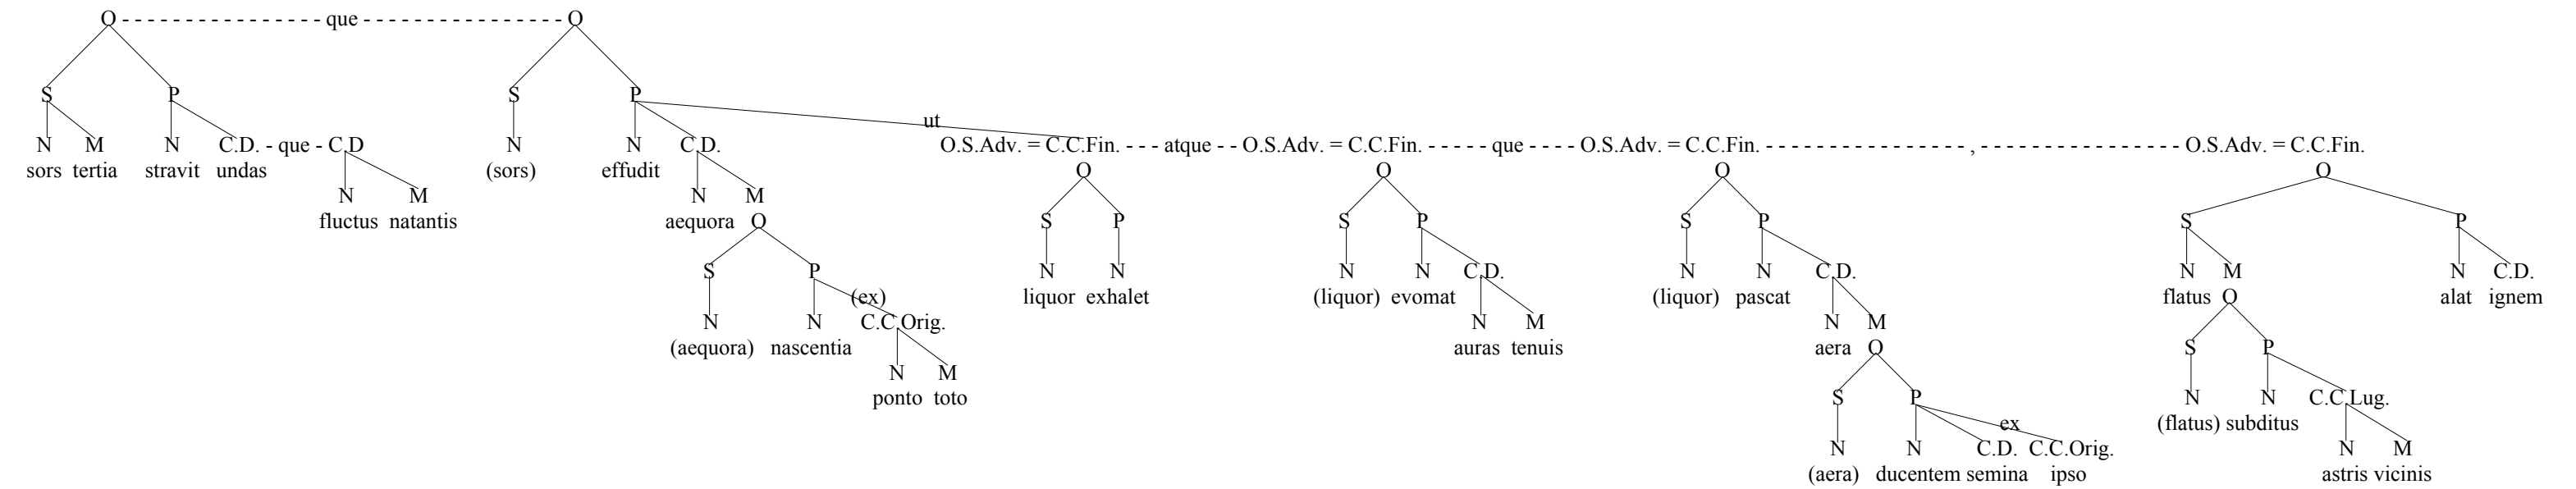 O - - - - - - - - - - - - - - - - - - que - - - - - - - - - - - - - - - - - - O
S P S P
ut
N M N C.D. - que - C.D N N C.D. O.S.Adv. = C.C.Fin. - - - atque - - O.S.Adv. = C.C.Fin. - - - - - que - - - - O.S.Adv. = C.C.Fin. - - - - - - - - - - - - - - - - - , - - - - - - - - - - - - - - - - - O.S.Adv. = C.C.Fin.
sors tertia stravit undas (sors) effudit O O O O
N M N M
fluctus natantis aequora O S P S P S P S P
S P N N N N C.D. N N C.D. N M N C.D.
(ex) liquor exhalet (liquor) evomat (liquor) pascat flatus O alat ignem
N N C.C.Orig. N M N M
(aequora) nascentia auras tenuis aera O S P
N M S P N N C.C.Lug.
ponto toto ex (flatus) subditus
N N C.D. C.C.Orig. N M
(aera) ducentem semina ipso astris vicinis